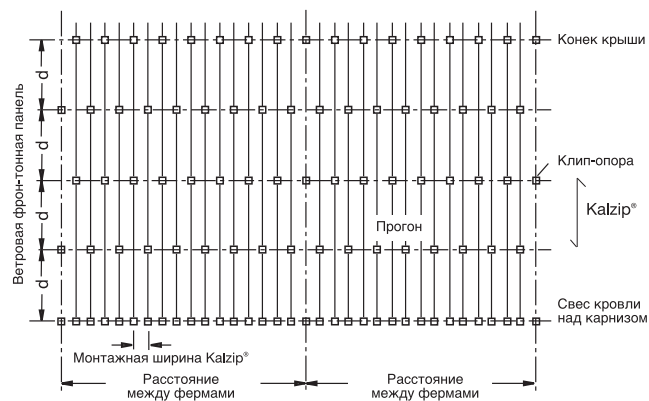 Конек крыши
d
d
d
d
Ветровая фрон-тонная панель
Клип-опора
Kalzip®
Прогон
Свес кровли
над карнизом
Монтажная ширина Kalzip®
Расстояние
между фермами
Расстояние
между фермами